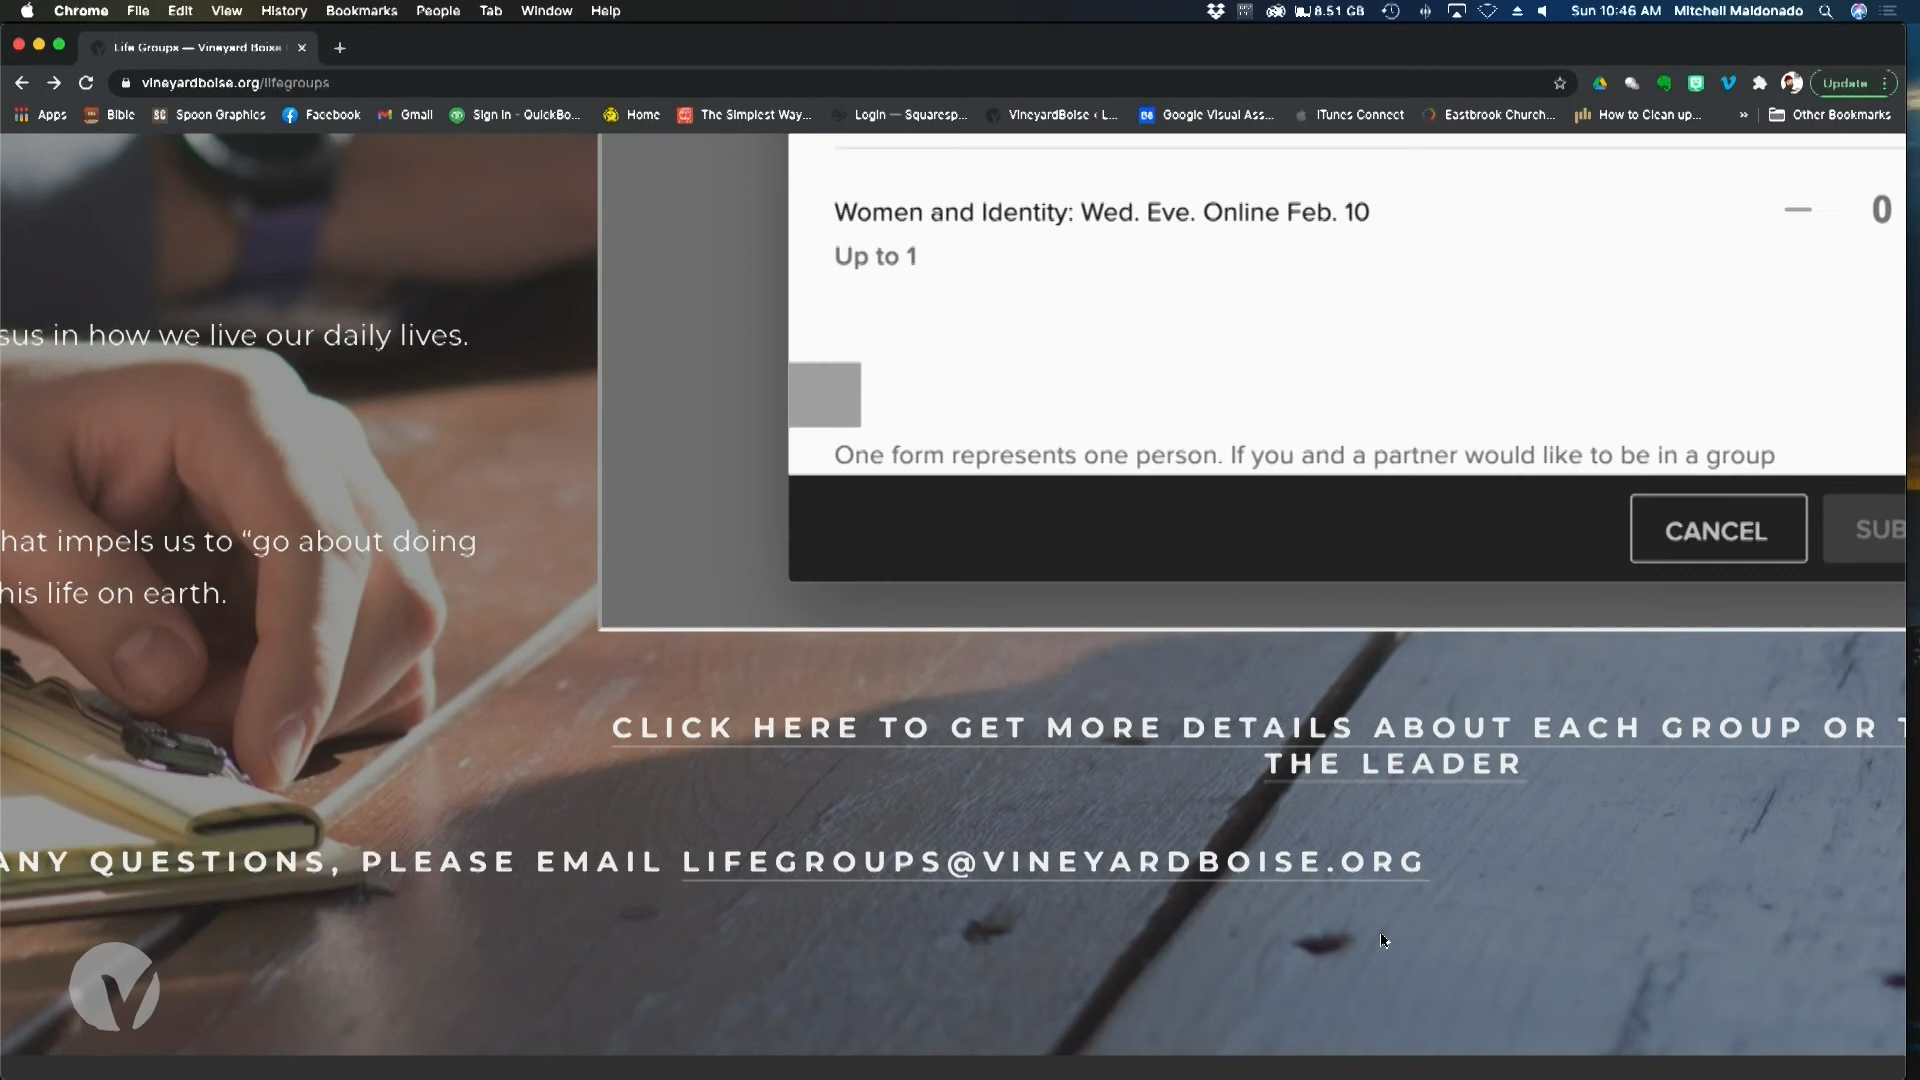 Chrome File Edit View History Bookmarks People Tab Window Help 8.51 GB Sun 10:46 AM Mitchell Maldonado
Life Groups — Vineyard Boise
vineyardboise.org/lifegroups Update
Apps Bible Spoon Graphics Facebook Gmail Sign In - QuickBo... Home The Simplest Way... Login — Squaresp... VineyardBoise ‹ L... Google Visual Ass... iTunes Connect Eastbrook Church... How to Clean up... » Other Bookmarks
Women and Identity: Wed. Eve. Online Feb. 10 — 0
Up to 1
sus in how we live our daily lives.
One form represents one person. If you and a partner would like to be in a group
CANCEL SUB
hat impels us to “go about doing
his life on earth.
CLICK HERE TO GET MORE DETAILS ABOUT EACH GROUP OR T
THE LEADER
ANY QUESTIONS, PLEASE EMAIL LIFEGROUPS@VINEYARDBOISE.ORG